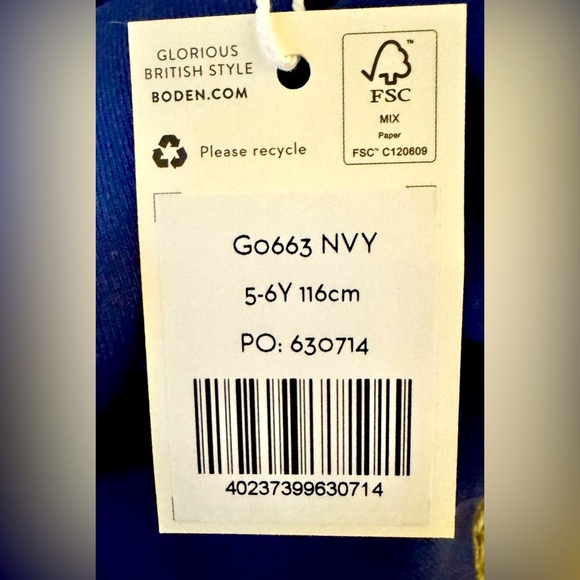 GLORIOUS
BRITISH STYLE
BODEN.COM
Please recycle
FSC™
MIX
Paper
FSC™ C120609
G0663 NVY
5-6Y 116cm
PO: 630714
40237399630714